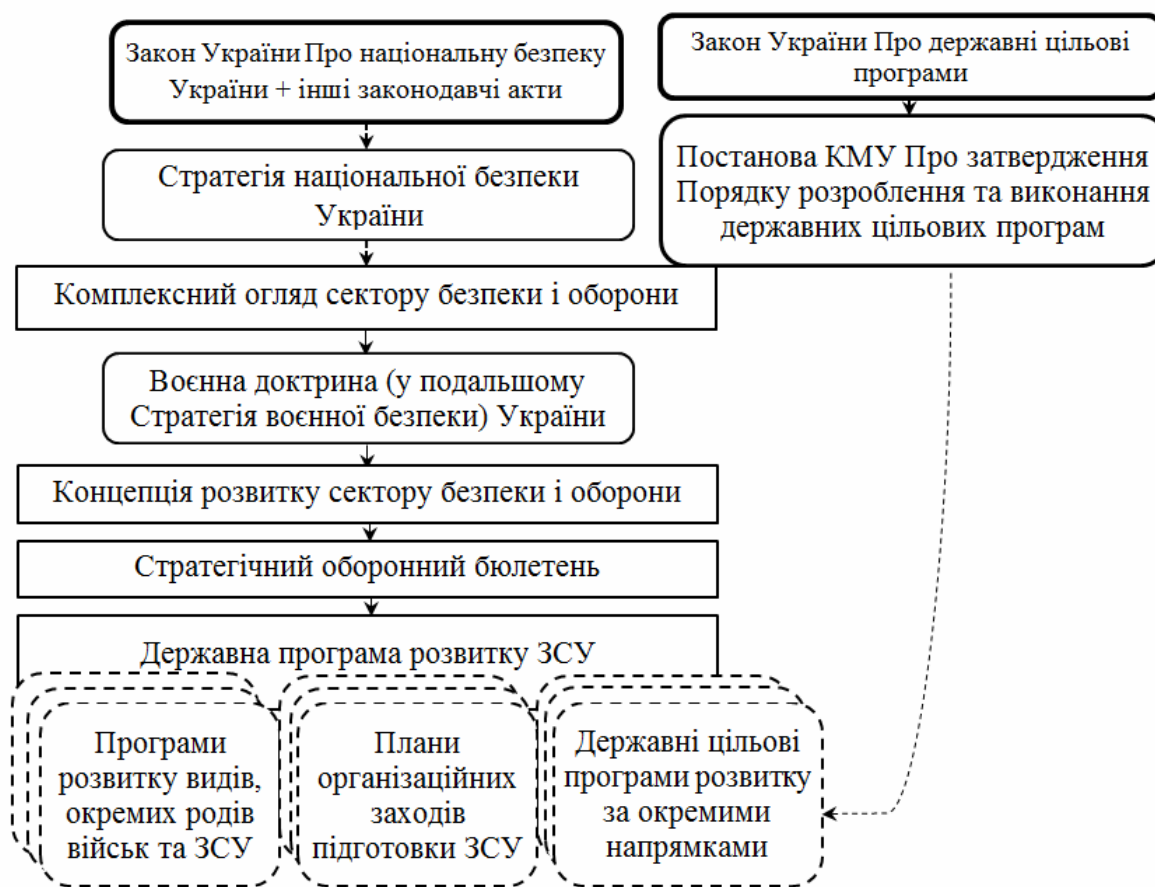 Закон України Про національну безпеку
України + інші законодавчі акти
Закон України Про державні цільові
програми
Стратегія національної безпеки
України
Постанова КМУ Про затвердження
Порядку розроблення та виконання
державних цільових програм
Комплексний огляд сектору безпеки і оборони
Воєнна доктрина (у подальшому
Стратегія воєнної безпеки) України
Концепція розвитку сектору безпеки і оборони
Стратегічний оборонний бюлетень
Державна програма розвитку ЗСУ
Програми
розвитку видів,
окремих родів
військ та ЗСУ
Плани
організаційних
заходів
підготовки ЗСУ
Державні цільові
програми розвитку
за окремими
напрямками